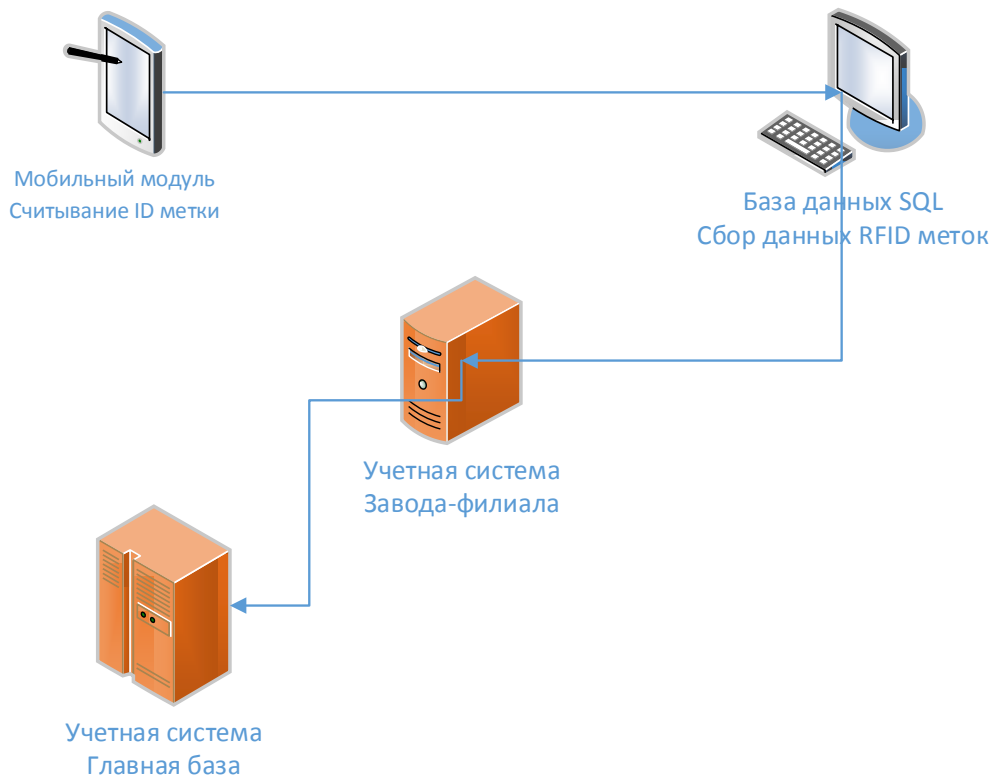 Мобильный модуль
Считывание ID метки
База данных SQL
Сбор данных RFID меток
Учетная система
Завода-филиала
Учетная система
Главная база